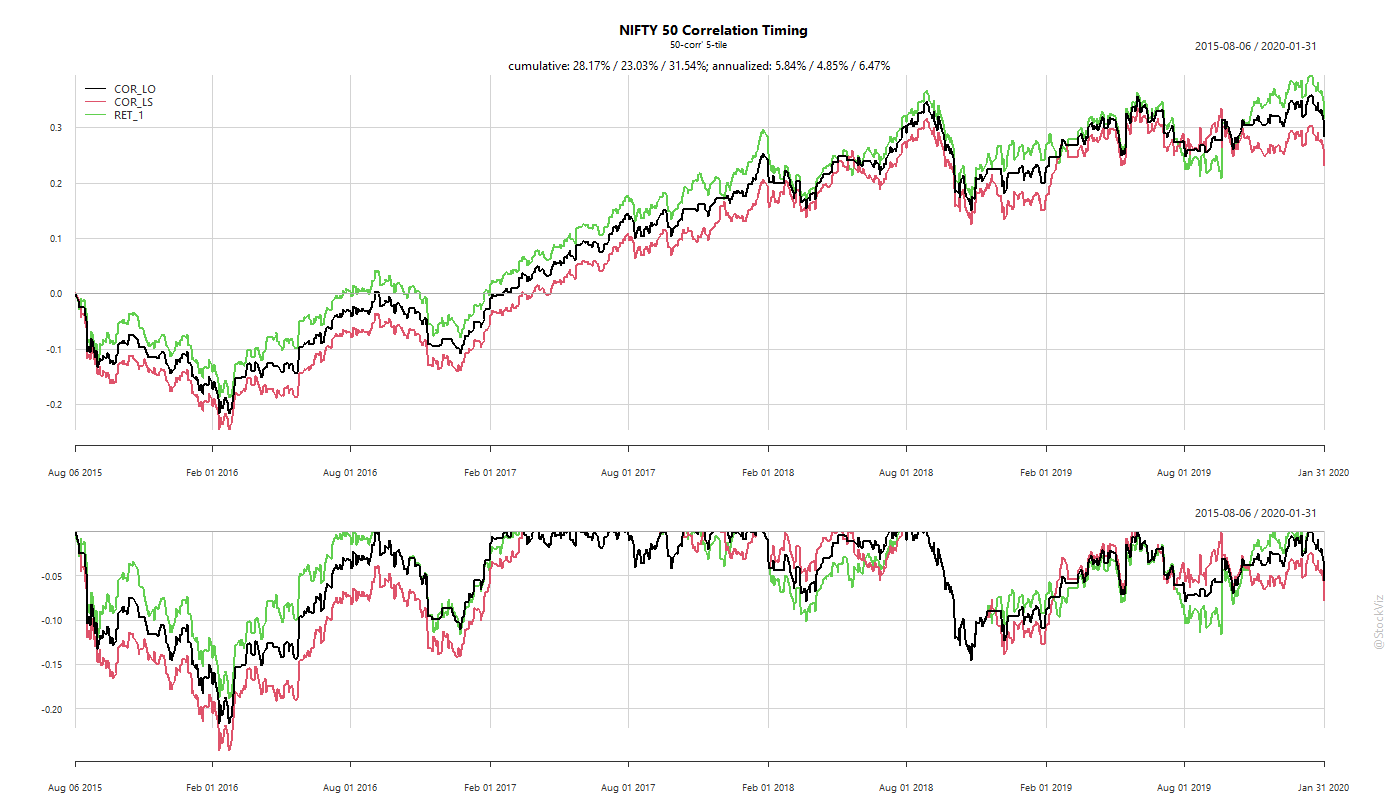 NIFTY 50 Correlation Timing
50-corr' 5-tile
2015-08-06 / 2020-01-31
cumulative: 28.17% / 23.03% / 31.54%; annualized: 5.84% / 4.85% / 6.47%
COR_LO
COR_LS
RET_1
0.3
0.2
0.1
0.0
-0.1
-0.2
Aug 06 2015 Feb 01 2016 Aug 01 2016 Feb 01 2017 Aug 01 2017 Feb 01 2018 Aug 01 2018 Feb 01 2019 Aug 01 2019 Jan 31 2020
2015-08-06 / 2020-01-31
-0.05
-0.10
-0.15
-0.20
Aug 06 2015 Feb 01 2016 Aug 01 2016 Feb 01 2017 Aug 01 2017 Feb 01 2018 Aug 01 2018 Feb 01 2019 Aug 01 2019 Jan 31 2020
@StockViz